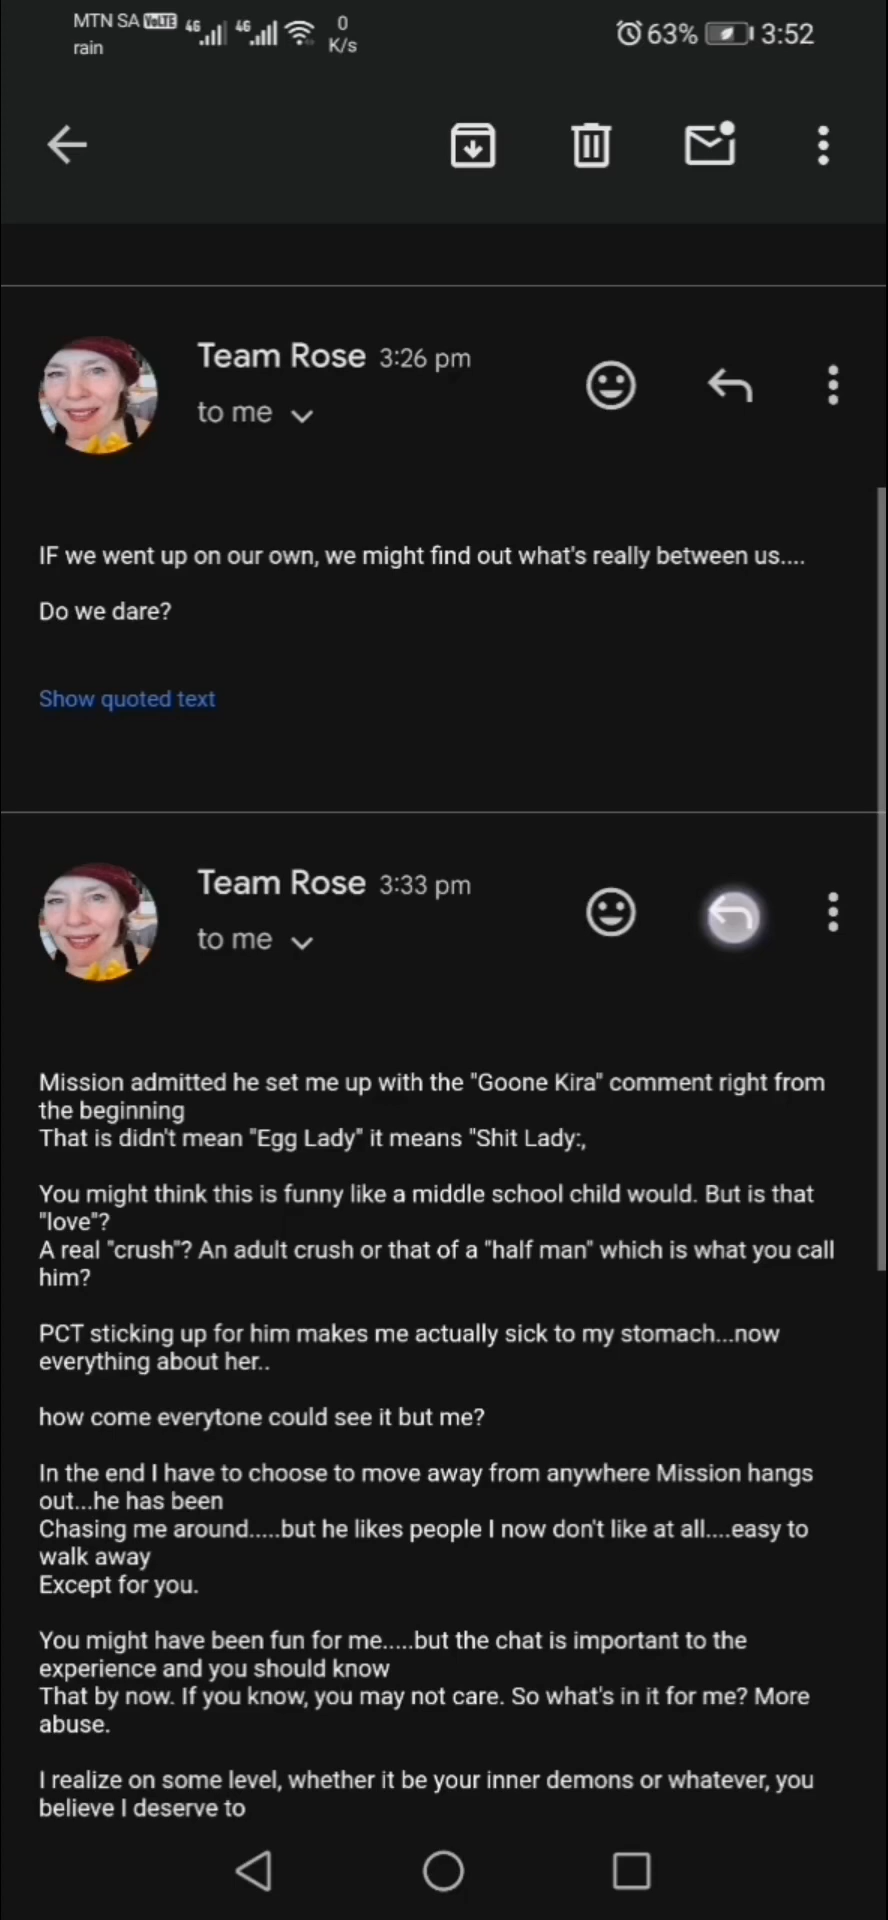 MTN SA VoLTE
rain
4G
4G
0
K/s
63%
3:52
Team Rose 3:26 pm
to me
IF we went up on our own, we might find out what's really between us....
Do we dare?
Show quoted text
Team Rose 3:33 pm
to me
Mission admitted he set me up with the "Goone Kira" comment right from
the beginning
That is didn't mean "Egg Lady" it means "Shit Lady:,
You might think this is funny like a middle school child would. But is that
"love"?
A real "crush"? An adult crush or that of a "half man" which is what you call
him?
PCT sticking up for him makes me actually sick to my stomach...now
everything about her..
how come everytone could see it but me?
In the end I have to choose to move away from anywhere Mission hangs
out...he has been
Chasing me around.....but he likes people I now don't like at all....easy to
walk away
Except for you.
You might have been fun for me.....but the chat is important to the
experience and you should know
That by now. If you know, you may not care. So what's in it for me? More
abuse.
I realize on some level, whether it be your inner demons or whatever, you
believe I deserve to